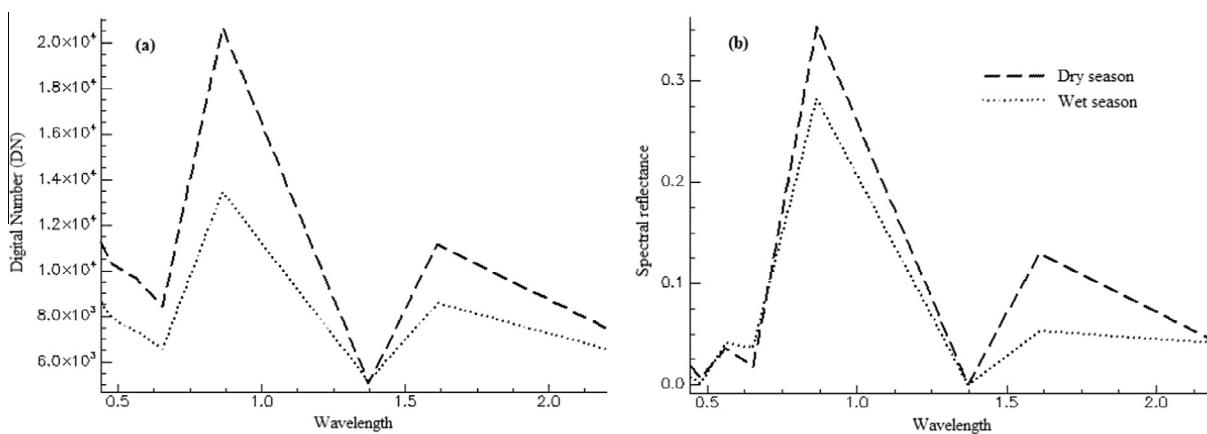 (a)
2.0×10⁴
1.8×10⁴
1.6×10⁴
1.4×10⁴
1.2×10⁴
1.0×10⁴
8.0×10³
6.0×10³
Digital Number (DN)
0.5 1.0 1.5 2.0
Wavelength
(b)
0.3
0.2
0.1
0.0
Spectral reflectance
0.5 1.0 1.5 2.0
Wavelength
Dry season
Wet season